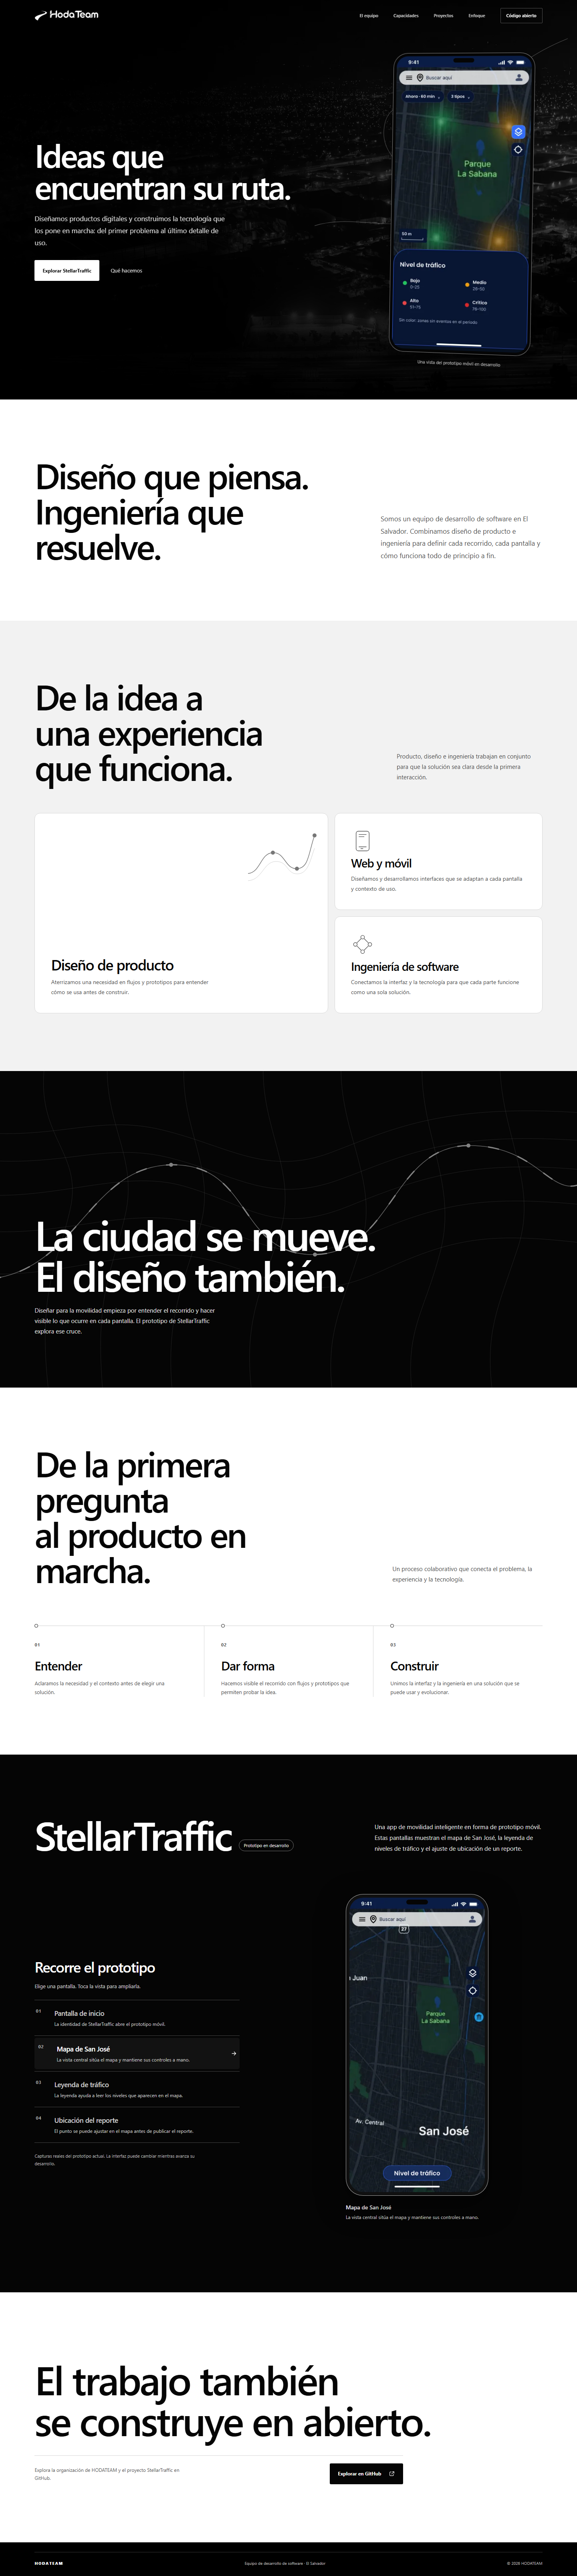 Hoda Team
El equipo
Capacidades
Proyectos
Enfoque
Código abierto
9:41
Buscar aquí
Ahora · 60 min
3 tipos
Parque
La Sabana
50 m
Nivel de tráfico
Bajo
0–25
Medio
26–50
Alto
51–75
Crítico
76–100
Sin color: zonas sin eventos en el periodo
Una vista del prototipo móvil en desarrollo
Ideas que
encuentran su ruta.
Diseñamos productos digitales y construimos la tecnología que
los pone en marcha: del primer problema al último detalle de
uso.
Explorar StellarTraffic
Qué hacemos
Diseño que piensa.
Ingeniería que
resuelve.
Somos un equipo de desarrollo de software en El
Salvador. Combinamos diseño de producto e
ingeniería para definir cada recorrido, cada pantalla y
cómo funciona todo de principio a fin.
De la idea a
una experiencia
que funciona.
Producto, diseño e ingeniería trabajan en conjunto
para que la solución sea clara desde la primera
interacción.
Diseño de producto
Aterrizamos una necesidad en flujos y prototipos para entender
cómo se usa antes de construir.
Web y móvil
Diseñamos y desarrollamos interfaces que se adaptan a cada pantalla
y contexto de uso.
Ingeniería de software
Conectamos la interfaz y la tecnología para que cada parte funcione
como una sola solución.
La ciudad se mueve.
El diseño también.
Diseñar para la movilidad empieza por entender el recorrido y hacer
visible lo que ocurre en cada pantalla. El prototipo de StellarTraffic
explora ese cruce.
De la primera
pregunta
al producto en
marcha.
Un proceso colaborativo que conecta el problema, la
experiencia y la tecnología.
01
Entender
Aclaramos la necesidad y el contexto antes de elegir una
solución.
02
Dar forma
Hacemos visible el recorrido con flujos y prototipos que
permiten probar la idea.
03
Construir
Unimos la interfaz y la ingeniería en una solución que se
puede usar y evolucionar.
StellarTraffic
Prototipo en desarrollo
Una app de movilidad inteligente en forma de prototipo móvil.
Estas pantallas muestran el mapa de San José, la leyenda de
niveles de tráfico y el ajuste de ubicación de un reporte.
Recorre el prototipo
Elige una pantalla. Toca la vista para ampliarla.
01
Pantalla de inicio
La identidad de StellarTraffic abre el prototipo móvil.
02
Mapa de San José
La vista central sitúa el mapa y mantiene sus controles a mano.
03
Leyenda de tráfico
La leyenda ayuda a leer los niveles que aparecen en el mapa.
04
Ubicación del reporte
El punto se puede ajustar en el mapa antes de publicar el reporte.
Capturas reales del prototipo actual. La interfaz puede cambiar mientras avanza su
desarrollo.
9:41
Buscar aquí
27
Juan
Parque
La Sabana
Av. Central
San José
Nivel de tráfico
Mapa de San José
La vista central sitúa el mapa y mantiene sus controles a mano.
El trabajo también
se construye en abierto.
Explora la organización de HODATEAM y el proyecto StellarTraffic en
GitHub.
Explorar en GitHub
HODATEAM
Equipo de desarrollo de software · El Salvador
© 2026 HODATEAM